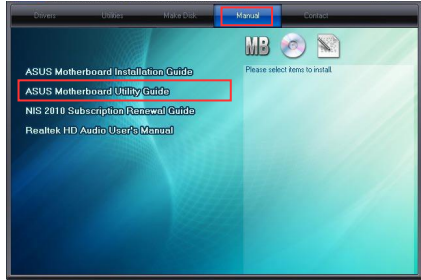 Drivers Utilities Make Disk Manual Contact
MB
Please select items to install.
ASUS Motherboard Installation Guide
ASUS Motherboard Utility Guide
NIS 2010 Subscription Renewal Guide
Realtek HD Audio User's Manual